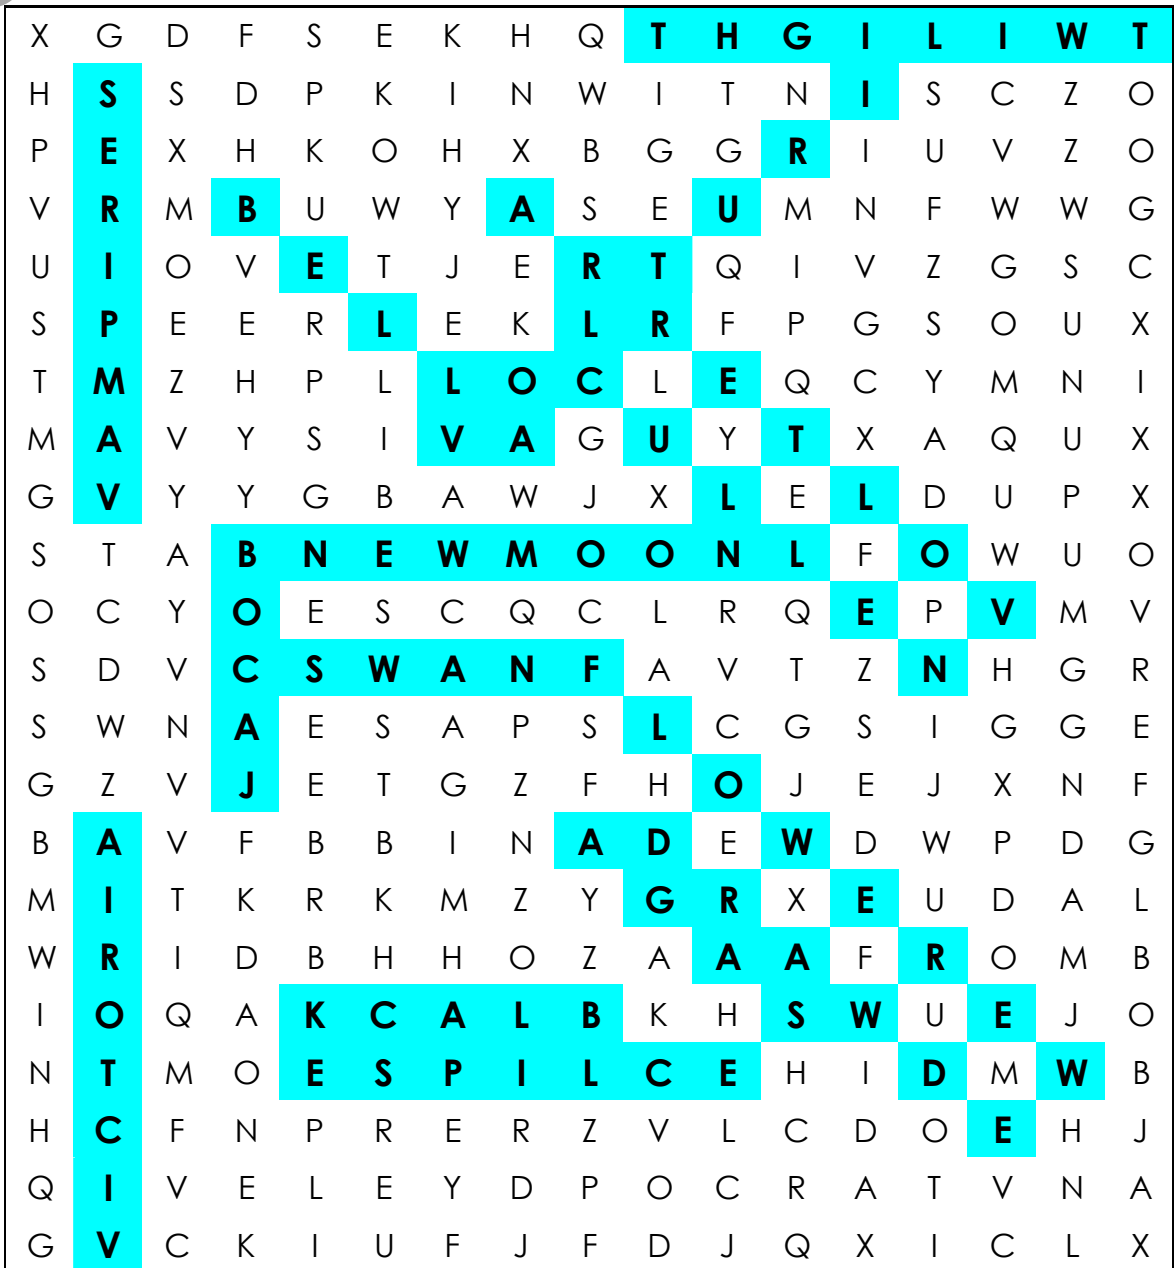 X G D F S E K H Q T H G I L I W T
H S S D P K I N W I T N I S C Z O
P E X H K O H X B G G R I U V Z O
V R M B U W Y A S E U M N F W W G
U I O V E T J E R T Q I V Z G S C
S P E E R L E K L R F P G S O U X
T M Z H P L L O C L E Q C Y M N I
M A V Y S I V A G U Y T X A Q U X
G V Y Y G B A W J X L E L D U P X
S T A B N E W M O O N L F O W U O
O C Y O E S C Q C L R Q E P V M V
S D V C S W A N F A V T Z N H G R
S W N A E S A P S L C G S I G G E
G Z V J E T G Z F H O J E J X N F
B A V F B B I N A D E W D W P D G
M I T K R K M Z Y G R X E U D A L
W R I D B H H O Z A A A F R O M B
I O Q A K C A L B K H S W U E J O
N T M O E S P I L C E H I D M W B
H C F N P R E R Z V L C D O E H J
Q I V E L E Y D P O C R A T V N A
G V C K I U F J F D J Q X I C L X